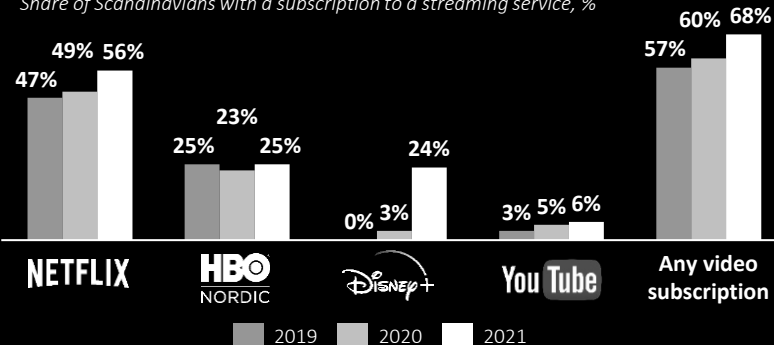 Share of Scandinavians with a subscription to a streaming service, %
47% 49% 56%
25% 23% 25%
0% 3% 24%
3% 5% 6%
57% 60% 68%
NETFLIX
HBO
NORDIC
Disney+
YouTube
Any video
subscription
2019 2020 2021